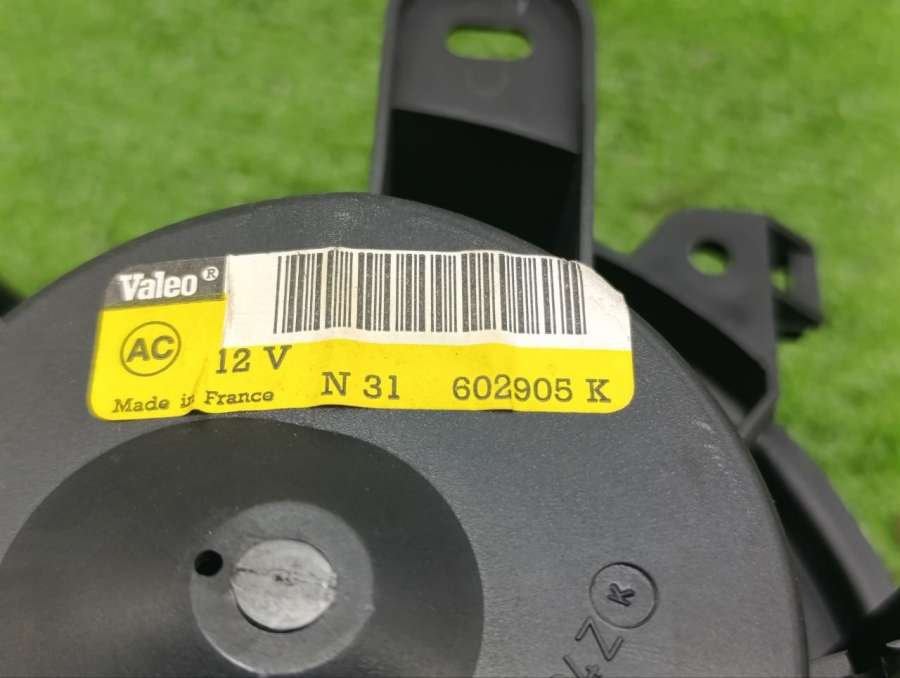 Valeo®
AC
12 V
Made in France
N 31
602905 K
K